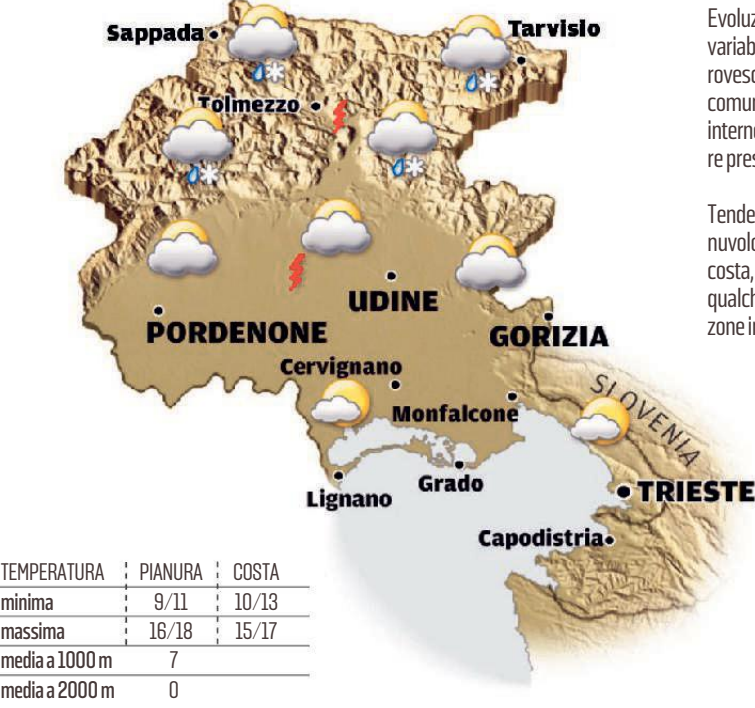 Sappada
Tarvisio
Tolmezzo
UDINE
PORDENONE
GORIZIA
Cervignano
SLOVENIA
Monfalcone
Grado
Lignano
TRIESTE
Capodistria
TEMPERATURA PIANURA COSTA
minima 9/11 10/13
massima 16/18 15/17
media a 1000 m 7
media a 2000 m 0
Evoluz
variab
rovesc
comun
intern
re pres
Tende
nuvolo
costa,
qualch
zone in